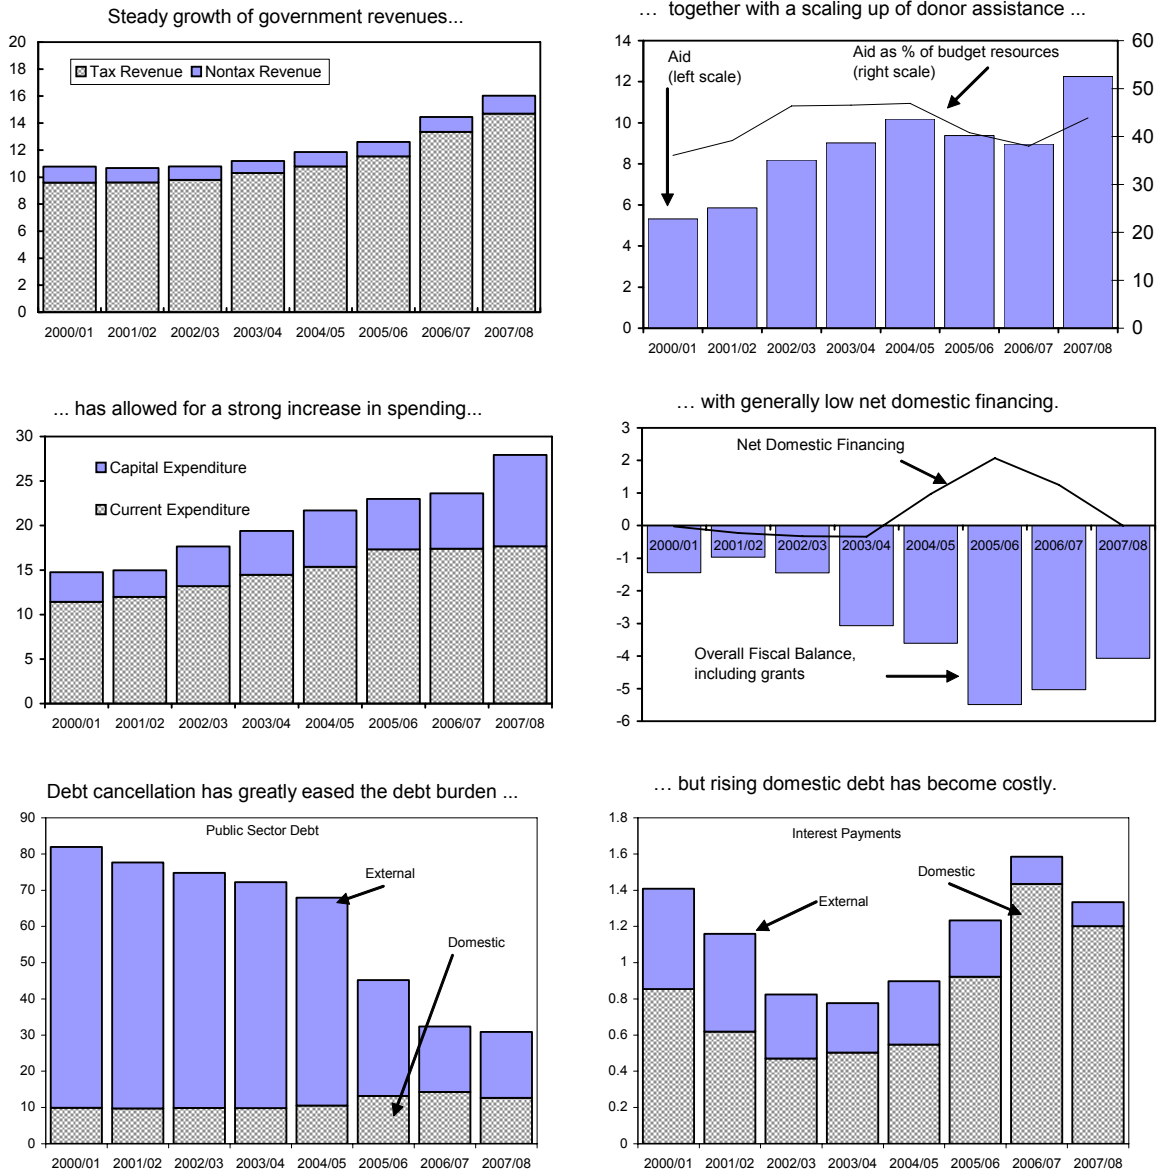 Steady growth of government revenues...
20
18
16
14
12
10
8
6
4
2
0
Tax Revenue Nontax Revenue
2000/01 2001/02 2002/03 2003/04 2004/05 2005/06 2006/07 2007/08
… together with a scaling up of donor assistance ...
14
12
10
8
6
4
2
0
60
50
40
30
20
10
0
Aid
(left scale)
Aid as % of budget resources
(right scale)
2000/01 2001/02 2002/03 2003/04 2004/05 2005/06 2006/07 2007/08
... has allowed for a strong increase in spending...
30
25
20
15
10
5
0
Capital Expenditure
Current Expenditure
2000/01 2001/02 2002/03 2003/04 2004/05 2005/06 2006/07 2007/08
… with generally low net domestic financing.
3
2
1
0
-1
-2
-3
-4
-5
-6
Net Domestic Financing
2000/01 2001/02 2002/03 2003/04 2004/05 2005/06 2006/07 2007/08
Overall Fiscal Balance,
including grants
Debt cancellation has greatly eased the debt burden ...
90
80
70
60
50
40
30
20
10
0
Public Sector Debt
External
Domestic
2000/01 2001/02 2002/03 2003/04 2004/05 2005/06 2006/07 2007/08
… but rising domestic debt has become costly.
1.8
1.6
1.4
1.2
1
0.8
0.6
0.4
0.2
0
Interest Payments
Domestic
External
2000/01 2001/02 2002/03 2003/04 2004/05 2005/06 2006/07 2007/08